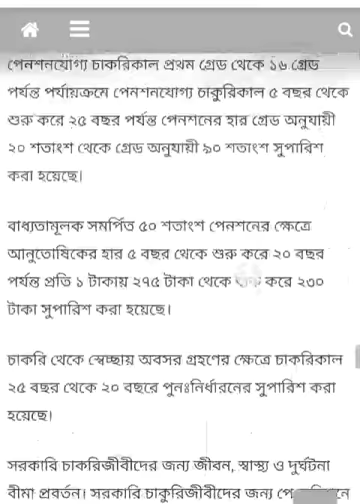 পেনশনযোগ্য চাকরিকাল প্রথম গ্রেড থেকে ১৬ গ্রেড
পর্যন্ত পর্যায়ক্রমে পেনশনযোগ্য চাকুরিকাল ৫ বছর থেকে
শুরু করে ২৫ বছর পর্যন্ত পেনশনের হার গ্রেড অনুযায়ী
২০ শতাংশ থেকে গ্রেড অনুযায়ী ৯০ শতাংশ সুপারিশ
করা হয়েছে।
বাধ্যতামূলক সমর্পিত ৫০ শতাংশ পেনশনের ক্ষেত্রে
আনুতোষিকের হার ৫ বছর থেকে শুরু করে ২০ বছর
পর্যন্ত প্রতি ১ টাকায় ২৭৫ টাকা থেকে শুরু করে ২৩০
টাকা সুপারিশ করা হয়েছে।
চাকরি থেকে স্বেচ্ছায় অবসর গ্রহণের ক্ষেত্রে চাকরিকাল
২৫ বছর থেকে ২০ বছরে পুনঃনির্ধারনের সুপারিশ করা
হয়েছে।
সরকারি চাকরিজীবীদের জন্য জীবন, স্বাস্থ্য ও দুর্ঘটনা
বীমা প্রবর্তন। সরকারি চাকুরিজীবীদের জন্য